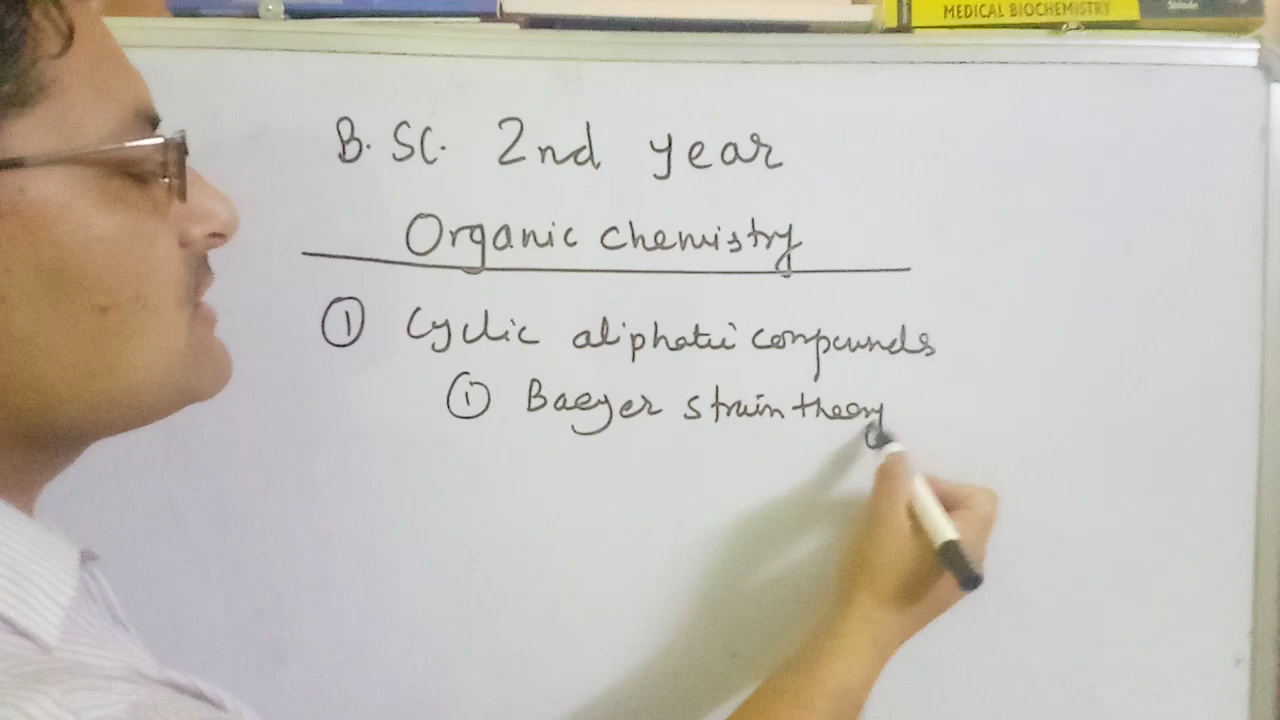 MEDICAL BIOCHEMISTRY
B. SC. 2nd year
Organic chemistry
① Cyclic aliphatic compounds
① Baeyer strain theory